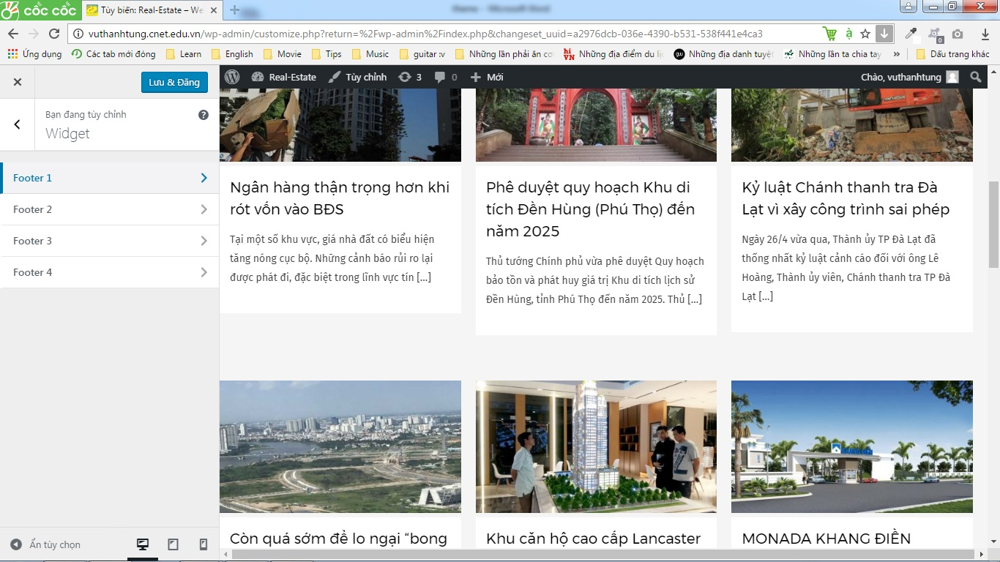 CỐC CỐC
Tùy biến: Real-Estate – We
theme - Microsoft Word
vuthanhtung.cnet.edu.vn/wp-admin/customize.php?return=%2Fwp-admin%2Findex.php&changeset_uuid=a2976dcb-036e-4390-b531-538f441e4ca3
à
0
Ứng dụng
Các tab mới đóng
Learn
English
Movie
Tips
Music
guitar :v
Những lần phải ăn cơ
hi VN
Những địa điểm du lịc
Những địa danh tuyệt
Những lần ta chia tay
»
Dấu trang khác
Lưu & Đăng
Real-Estate
Tùy chỉnh
3
0
Mới
Chào, vuthanhtung
Bạn đang tùy chỉnh
Widget
Footer 1
Footer 2
Footer 3
Footer 4
Ẩn tùy chọn
Ngân hàng thận trọng hơn khi
rót vốn vào BĐS
Tại một số khu vực, giá nhà đất có biểu hiện
tăng nóng cục bộ. Những cảnh báo rủi ro lại
được phát đi, đặc biệt trong lĩnh vực tín [...]
Phê duyệt quy hoạch Khu di
tích Đền Hùng (Phú Thọ) đến
năm 2025
Thủ tướng Chính phủ vừa phê duyệt Quy hoạch
bảo tồn và phát huy giá trị Khu di tích lịch sử
Đền Hùng, tỉnh Phú Thọ đến năm 2025. Thủ [...]
Kỷ luật Chánh thanh tra Đà
Lạt vì xây công trình sai phép
Ngày 26/4 vừa qua, Thành ủy TP Đà Lạt đã
thống nhất kỷ luật cảnh cáo đối với ông Lê
Hoàng, Thành ủy viên, Chánh thanh tra TP Đà
Lạt [...]
Còn quá sớm để lo ngại “bong
Khu căn hộ cao cấp Lancaster
MONADA KHANG ĐIỀN